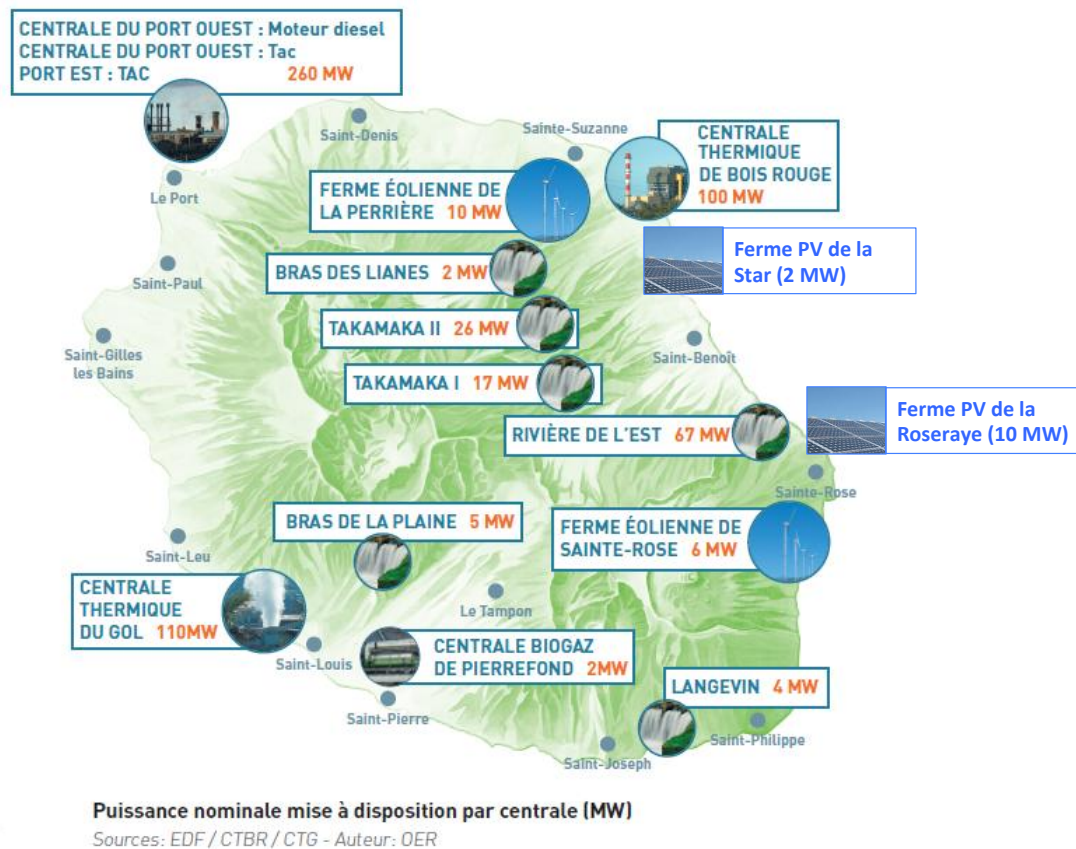 CENTRALE DU PORT OUEST : Moteur diesel
CENTRALE DU PORT OUEST : Tac
PORT EST : TAC 260 MW
Saint-Denis
Sainte-Suzanne
CENTRALE
THERMIQUE
DE BOIS ROUGE
100 MW
Le Port
FERME ÉOLIENNE DE
LA PERRIÈRE 10 MW
Ferme PV de la
Star (2 MW)
BRAS DES LIANES 2 MW
Saint-Paul
TAKAMAKA II 26 MW
Saint-Gilles
les Bains
Saint-Benoît
TAKAMAKA I 17 MW
Ferme PV de la
Roseraye (10 MW)
RIVIÈRE DE L'EST 67 MW
Sainte-Rose
BRAS DE LA PLAINE 5 MW
FERME ÉOLIENNE DE
SAINTE-ROSE 6 MW
Saint-Leu
CENTRALE
THERMIQUE
DU GOL 110MW
Le Tampon
Saint-Louis
CENTRALE BIOGAZ
DE PIERREFOND 2MW
LANGEVIN 4 MW
Saint-Pierre
Saint-Philippe
Saint-Joseph
Puissance nominale mise à disposition par centrale (MW)
Sources: EDF / CTBR / CTG - Auteur: OER